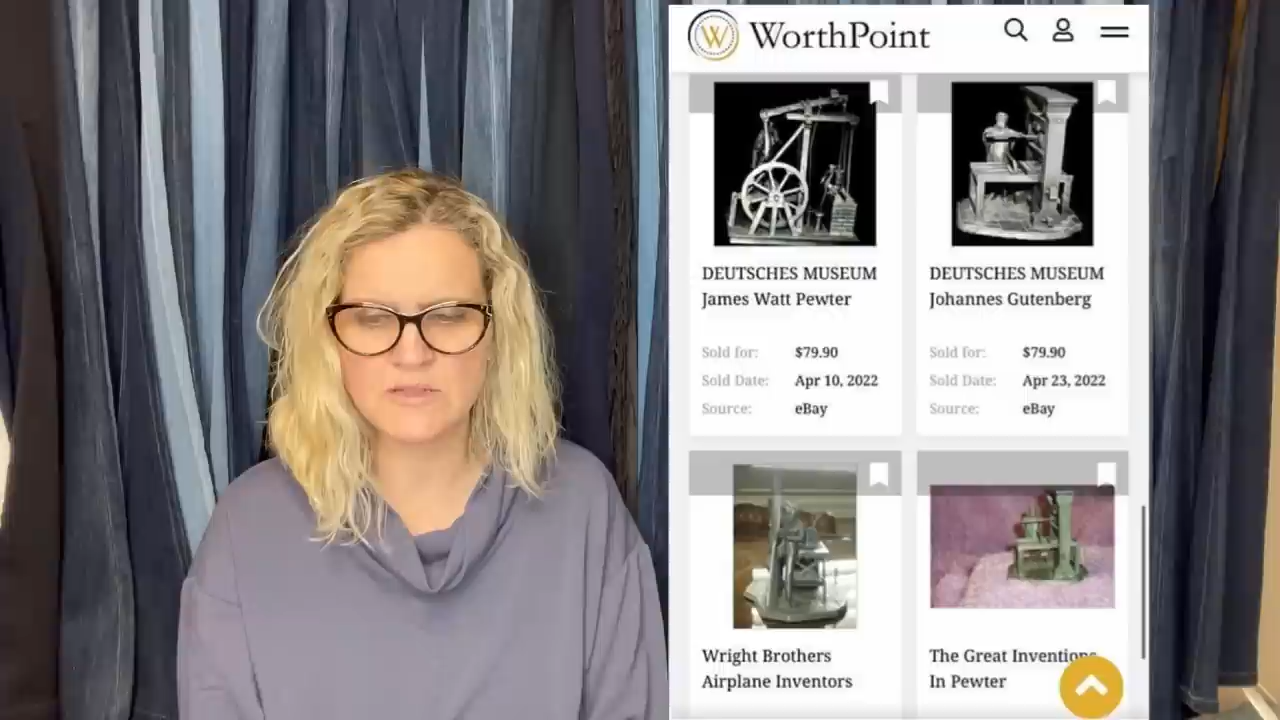 W WorthPoint
DEUTSCHES MUSEUM
James Watt Pewter
Sold for: $79.90
Sold Date: Apr 10, 2022
Source: eBay
DEUTSCHES MUSEUM
Johannes Gutenberg
Sold for: $79.90
Sold Date: Apr 23, 2022
Source: eBay
Wright Brothers
Airplane Inventors
The Great Inventions
In Pewter